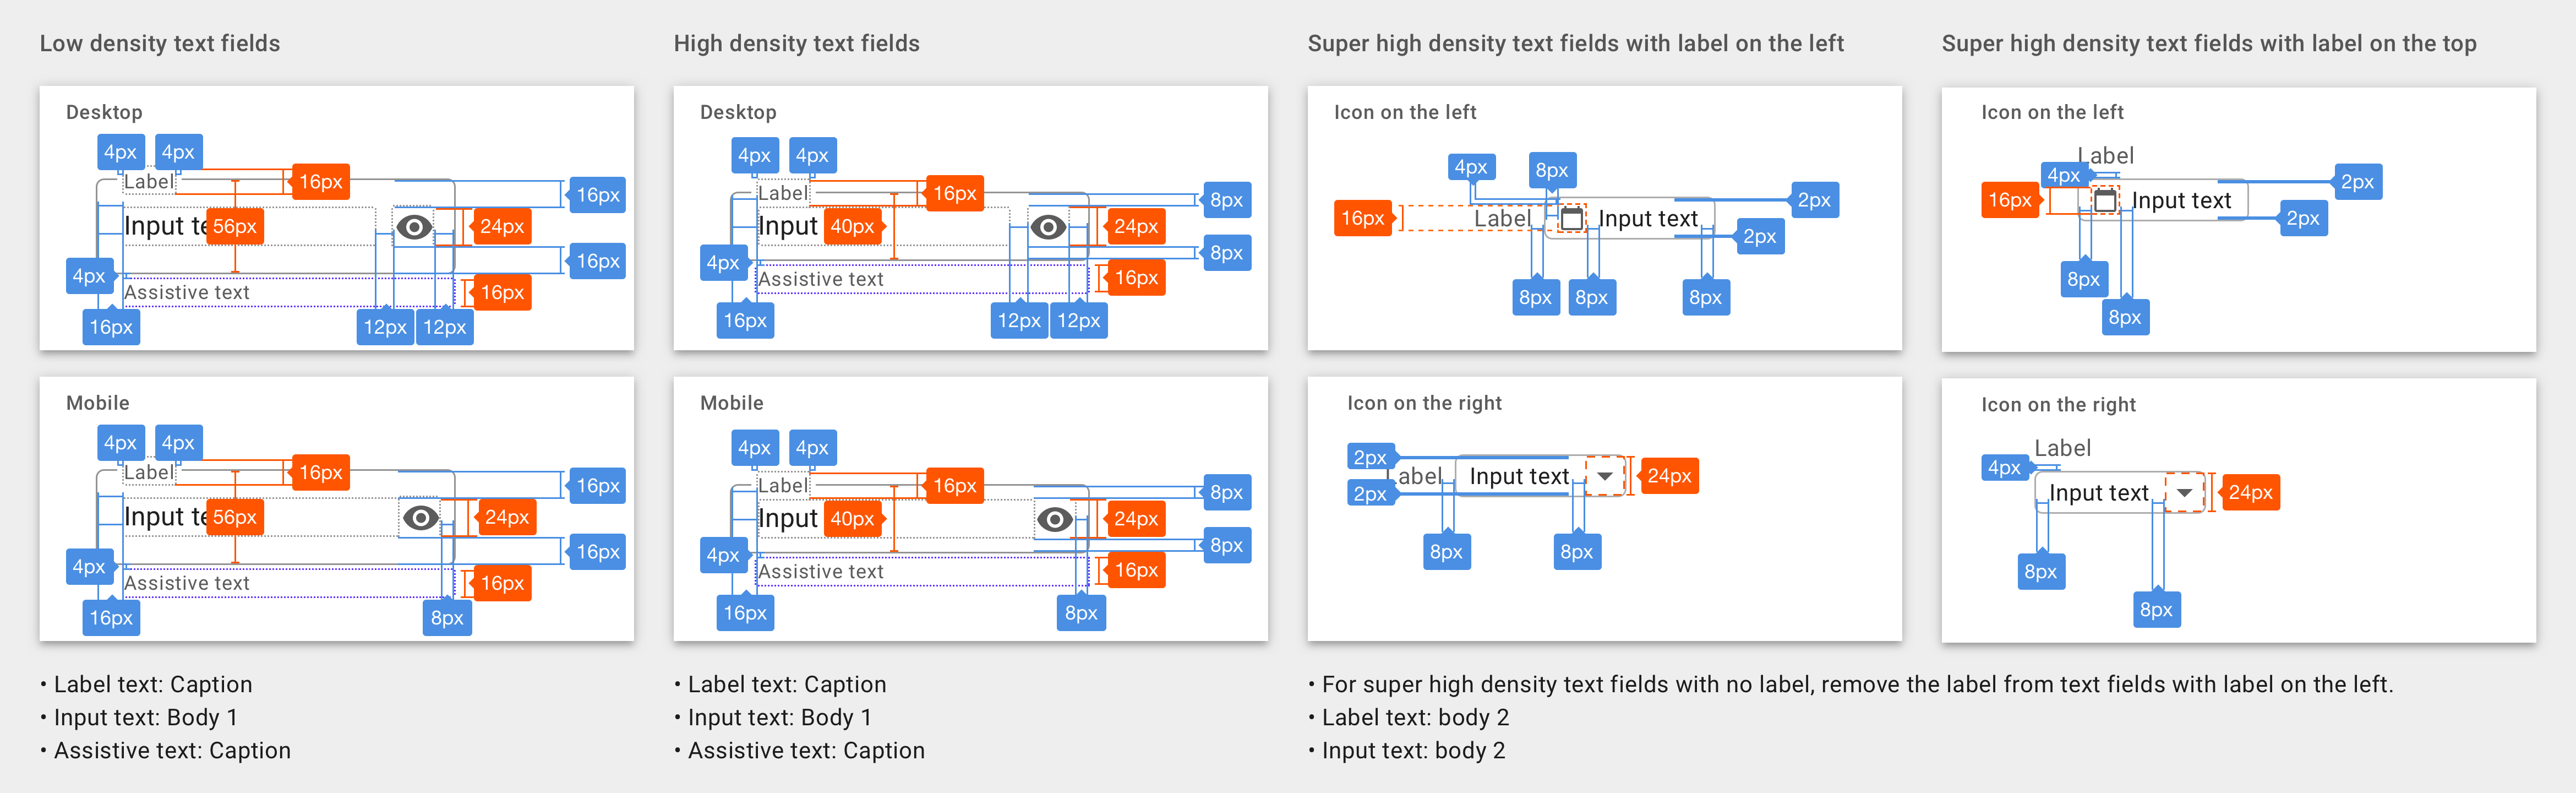 Low density text fields
Desktop
4px 4px
Label 16px
16px
Input te 56px 24px
16px
4px
Assistive text 16px
16px 12px 12px
Mobile
4px 4px
Label 16px
16px
Input te 56px 24px
16px
4px
Assistive text 16px
16px 8px
• Label text: Caption
• Input text: Body 1
• Assistive text: Caption
High density text fields
Desktop
4px 4px
Label 16px
8px
Input 40px 24px
8px
4px
Assistive text 16px
16px 12px 12px
Mobile
4px 4px
Label 16px
8px
Input 40px 24px
8px
4px
Assistive text 16px
16px 8px
• Label text: Caption
• Input text: Body 1
• Assistive text: Caption
Super high density text fields with label on the left
Icon on the left
4px 8px
2px
16px Label Input text
2px
8px 8px 8px
Icon on the right
2px
Label Input text 24px
2px
8px 8px
Super high density text fields with label on the top
Icon on the left
Label
4px 2px
16px Input text
2px
8px
8px
Icon on the right
Label
4px
Input text 24px
8px
8px
• For super high density text fields with no label, remove the label from text fields with label on the left.
• Label text: body 2
• Input text: body 2